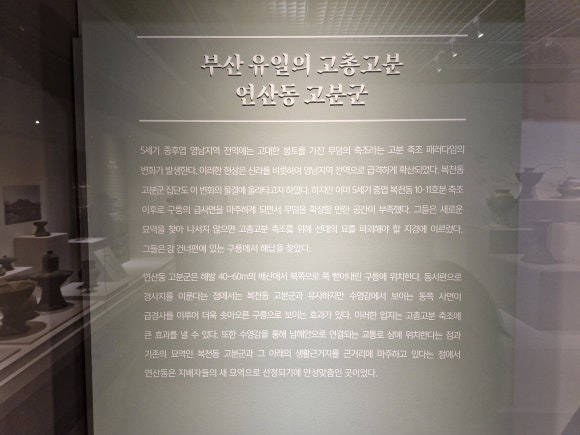 부산 유일의 고총고분
연산동 고분군
5세기 중후엽 영남지역 전역에는 고대한 봉토를 가진 무덤의 축조라는 고분 축조 패러다임의
변화가 발생한다. 이러한 현상은 신라를 비롯하여 영남지역 전역으로 급격하게 확산되었다. 복천동
고분군 집단도 이 변화의 물결에 올라타고자 하였다. 하지만 이미 5세기 중엽 복천동 10·11호분 축조
이후로 구릉의 급사면을 마주하게 되면서 무덤을 확장할 만한 공간이 부족했다. 그들은 새로운
묘역을 찾아 나서지 않으면 고총고분 축조를 위해 선대의 묘를 파괴해야 할 지경에 이르렀다.
그들은 강 건너편에 있는 구릉에서 해답을 찾았다.
연산동 고분군은 해발 40~60m의 배산에서 북쪽으로 쭉 뻗어내린 구릉에 위치한다. 동서편으로
경사지를 이룬다는 점에서는 복천동 고분군과 유사하지만 수영강에서 보이는 동쪽 사면이
급경사를 이루어 더욱 솟아오른 구릉으로 보이는 효과가 있다. 이러한 입지는 고총고분 축조에
큰 효과를 낼 수 있다. 또한 수영강을 통해 남해안으로 연결되는 교통로 상에 위치한다는 점과
기존의 묘역인 복천동 고분군과 그 아래의 생활근거지를 근거리에 마주하고 있다는 점에서
연산동은 지배자들의 새 묘역으로 선정되기에 안성맞춤인 곳이었다.